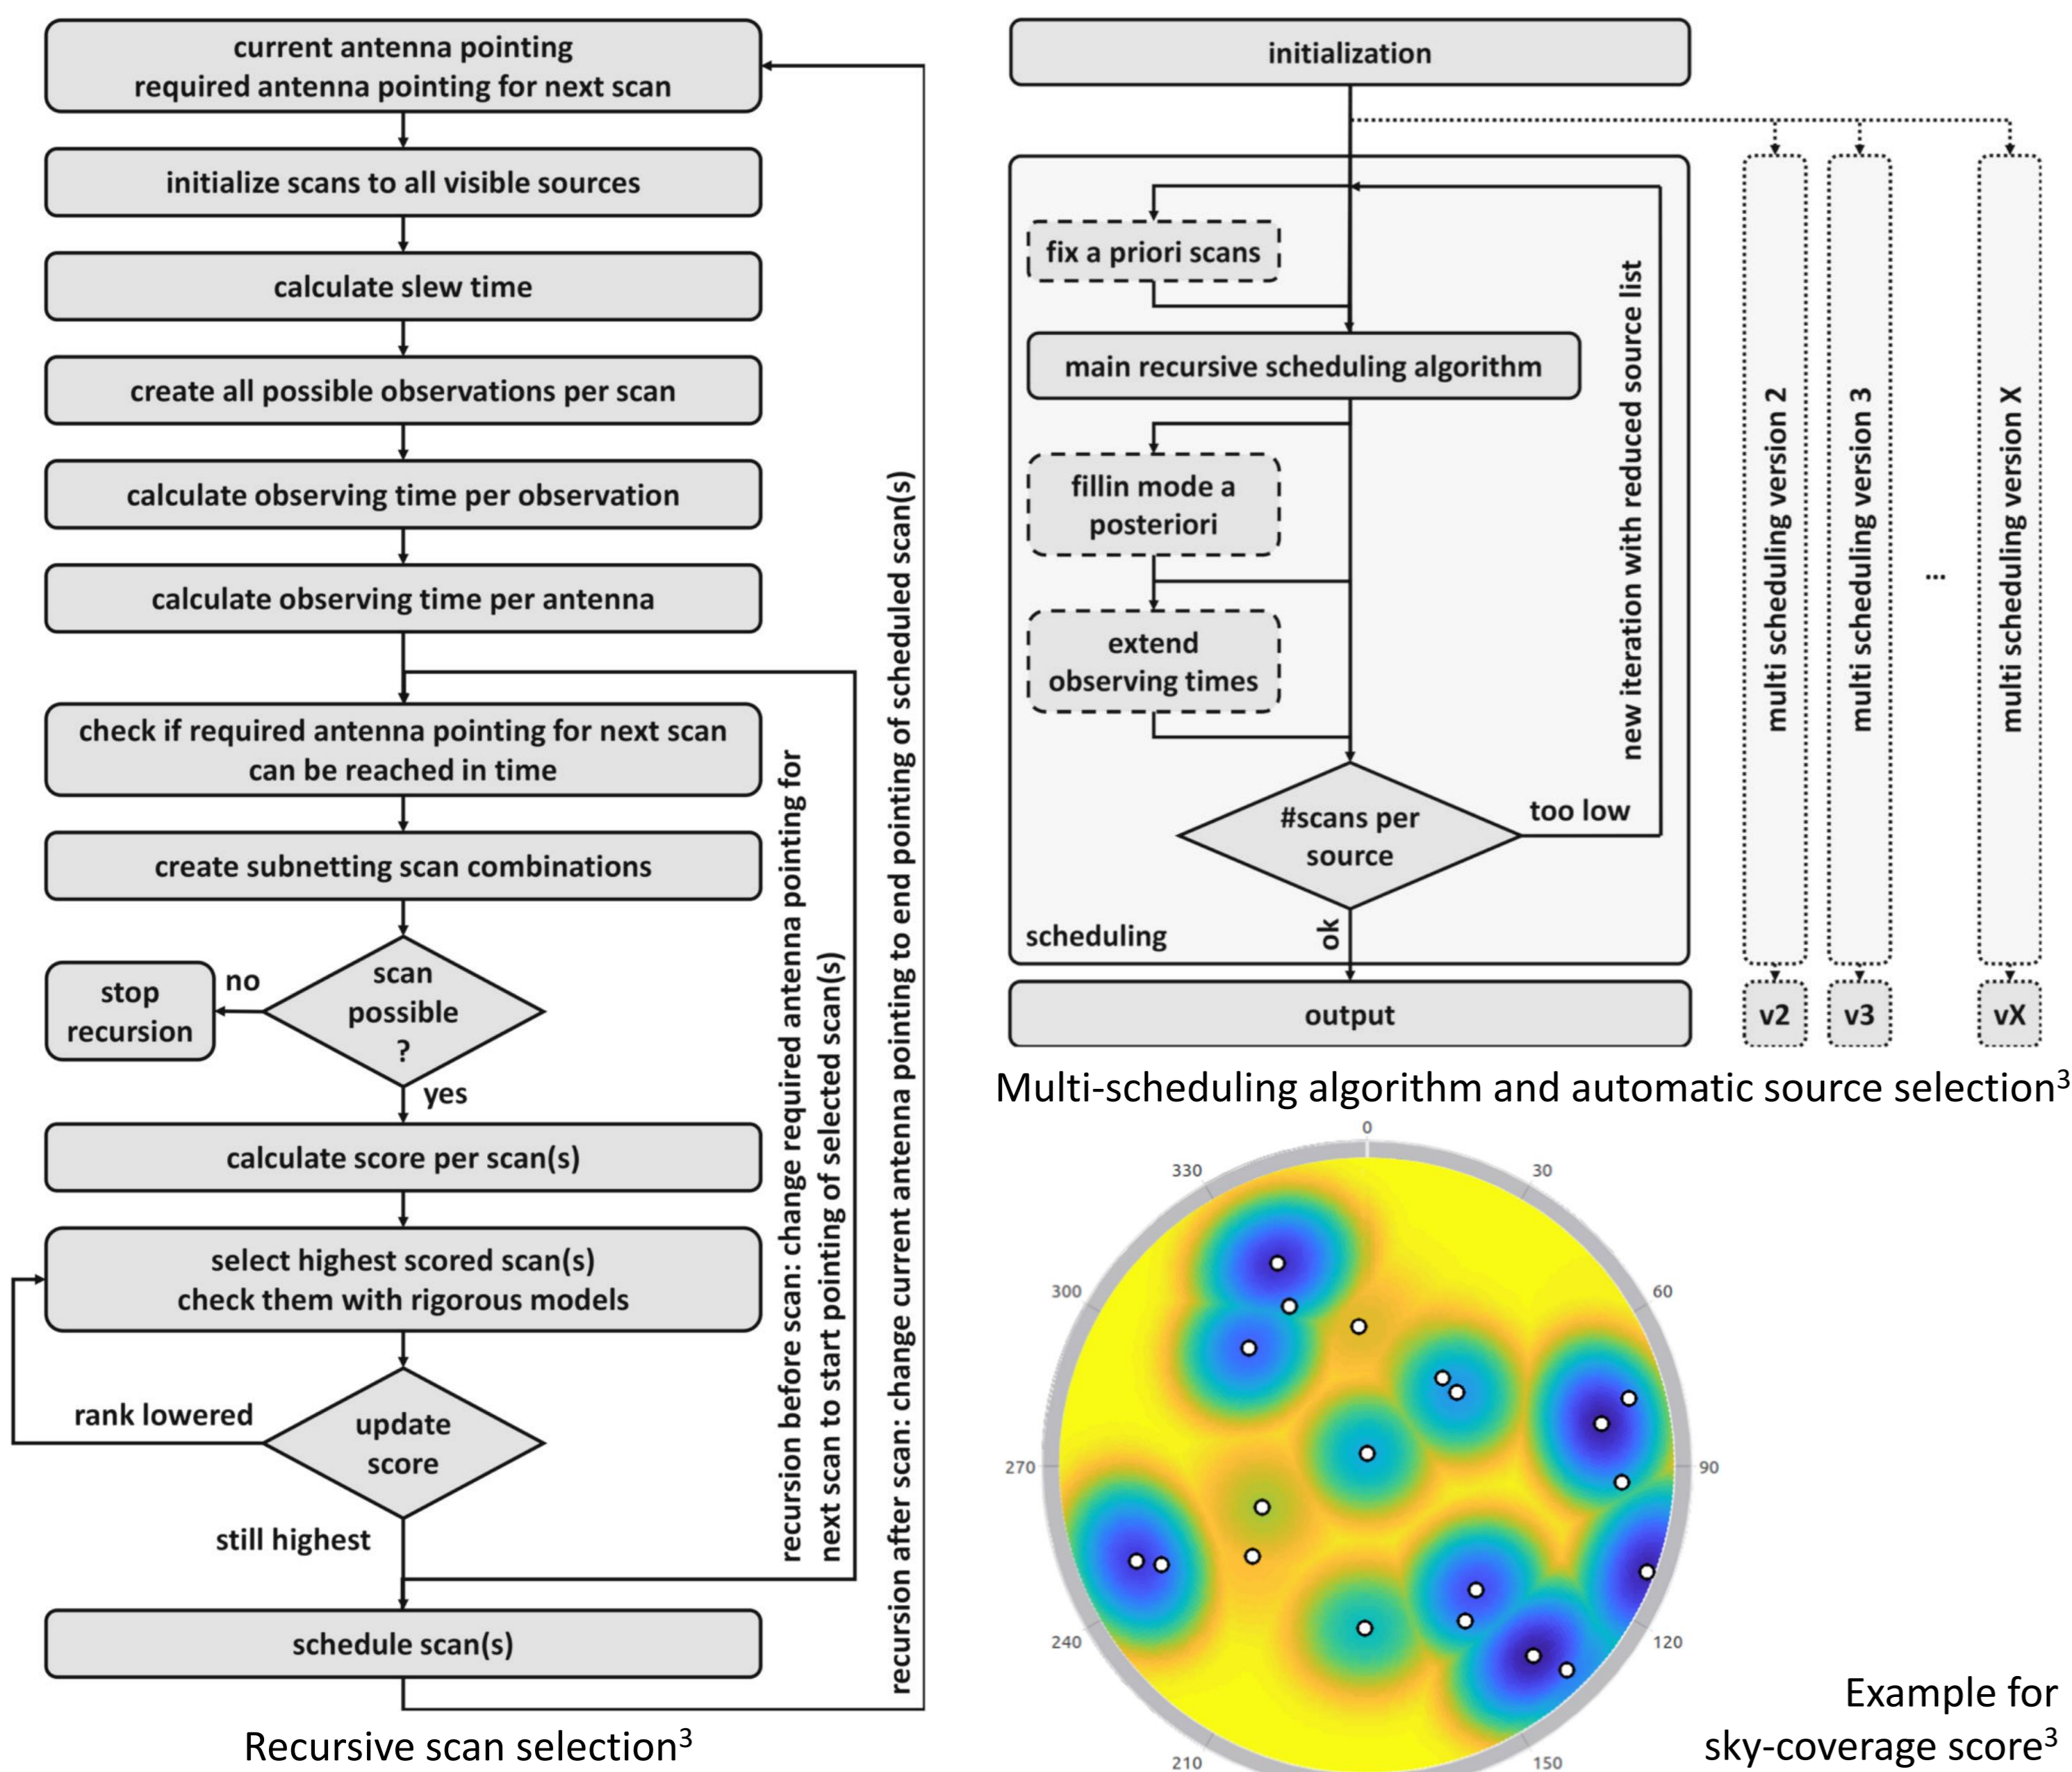 current antenna pointing
required antenna pointing for next scan
initialize scans to all visible sources
calculate slew time
create all possible observations per scan
calculate observing time per observation
calculate observing time per antenna
check if required antenna pointing for next scan
can be reached in time
create subnetting scan combinations
scan
possible
?
no
stop
recursion
yes
calculate score per scan(s)
select highest scored scan(s)
check them with rigorous models
rank lowered
update
score
still highest
schedule scan(s)
recursion before scan: change required antenna pointing for
next scan to start pointing of selected scan(s)
recursion after scan: change current antenna pointing to end pointing of scheduled scan(s)
Recursive scan selection³
initialization
fix a priori scans
main recursive scheduling algorithm
fillin mode a
posteriori
extend
observing times
#scans per
source
too low
new iteration with reduced source list
ok
scheduling
output
multi scheduling version 2
multi scheduling version 3
...
multi scheduling version X
v2
v3
vX
Multi-scheduling algorithm and automatic source selection³
0
30
60
90
120
150
210
240
270
300
330
Example for
sky-coverage score³